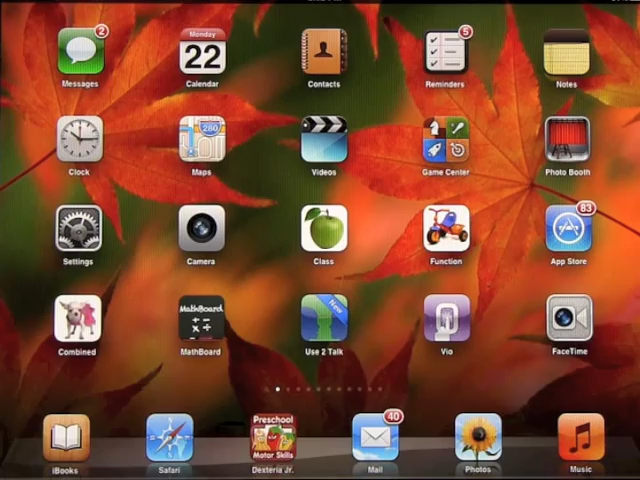 2
Monday
22
5
Messages
Calendar
Contacts
Reminders
Notes
280
Clock
Maps
Videos
Game Center
Photo Booth
83
Settings
Camera
Class
Function
App Store
MathBoard
New
Combined
MathBoard
Use 2 Talk
Vio
FaceTime
Preschool
40
Motor Skills
iBooks
Safari
Dexteria Jr.
Mail
Photos
Music